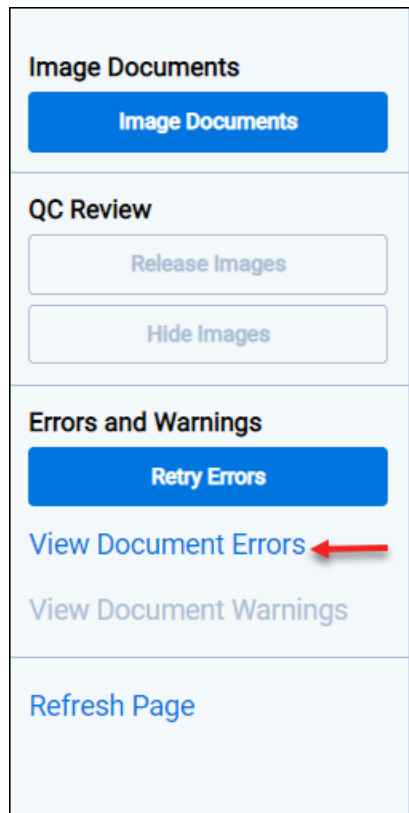 Image Documents
Image Documents
QC Review
Release Images
Hide Images
Errors and Warnings
Retry Errors
View Document Errors
View Document Warnings
Refresh Page